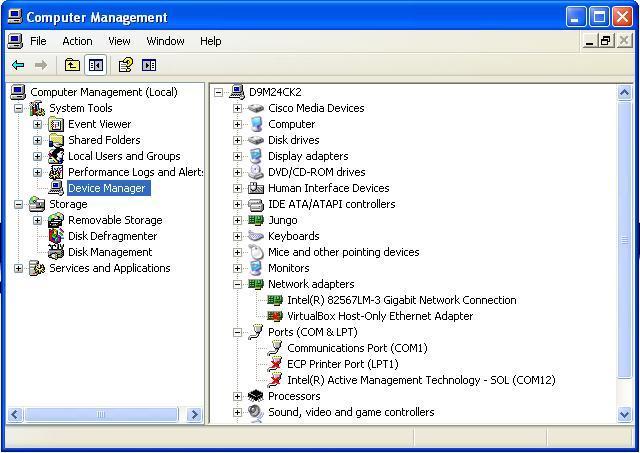 Computer Management
File Action View Window Help
Computer Management (Local)
System Tools
Event Viewer
Shared Folders
Local Users and Groups
Performance Logs and Alerts
Device Manager
Storage
Removable Storage
Disk Defragmenter
Disk Management
Services and Applications
D9M24CK2
Cisco Media Devices
Computer
Disk drives
Display adapters
DVD/CD-ROM drives
Human Interface Devices
IDE ATA/ATAPI controllers
Jungo
Keyboards
Mice and other pointing devices
Monitors
Network adapters
Intel(R) 82567LM-3 Gigabit Network Connection
VirtualBox Host-Only Ethernet Adapter
Ports (COM & LPT)
Communications Port (COM1)
ECP Printer Port (LPT1)
Intel(R) Active Management Technology - SOL (COM12)
Processors
Sound, video and game controllers